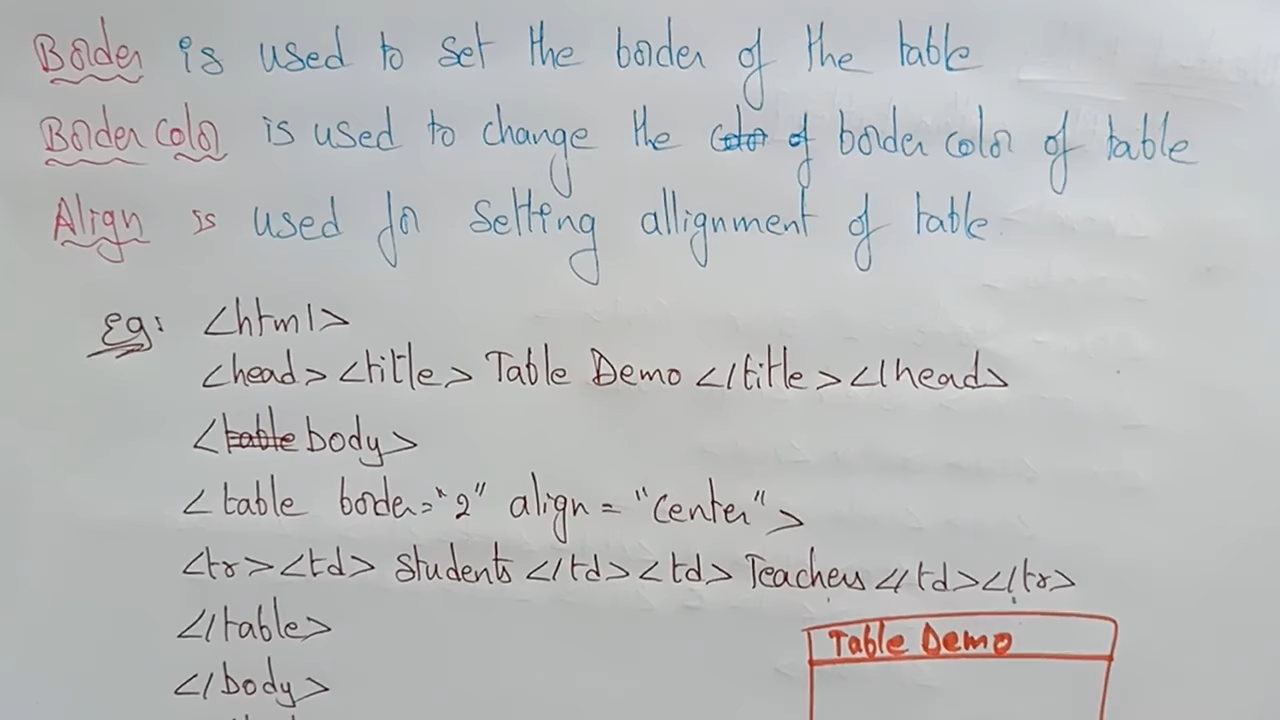 Border is used to set the border of the table
Border color is used to change the color of border color of table
Align is used for setting allignment of table
Eg: <html>
<head><title> Table Demo </title></head>
<table body>
<table border="2" align="center">
<tr><td> Students </td><td> Teachers </td></tr>
</table>
Table Demo
</body>